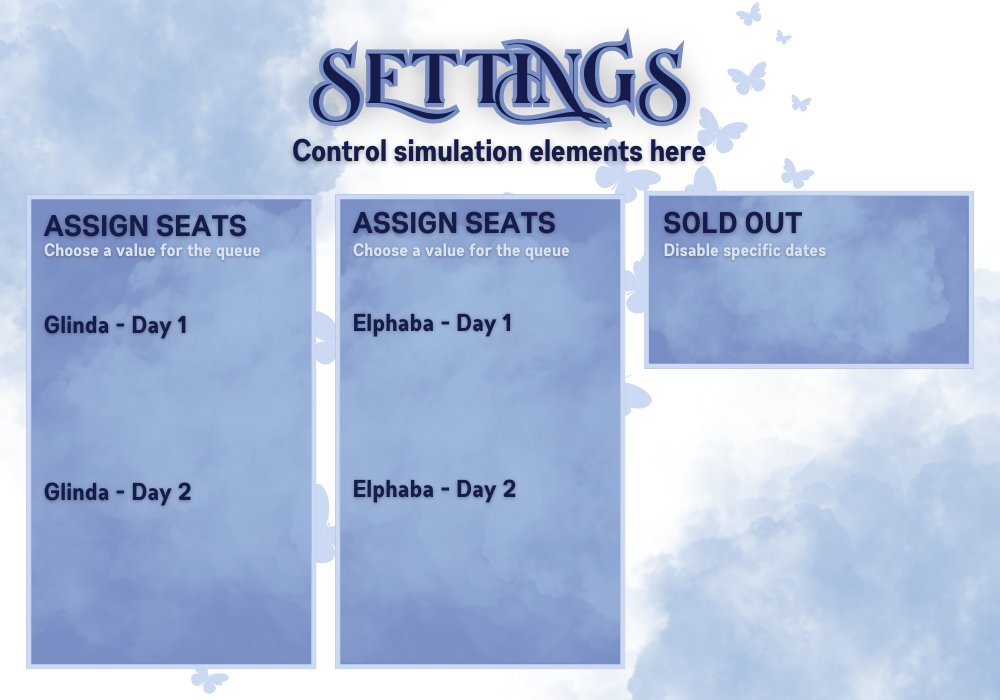 SETTINGS
Control simulation elements here
ASSIGN SEATS
Choose a value for the queue
Glinda - Day 1
Glinda - Day 2
ASSIGN SEATS
Choose a value for the queue
Elphaba - Day 1
Elphaba - Day 2
SOLD OUT
Disable specific dates